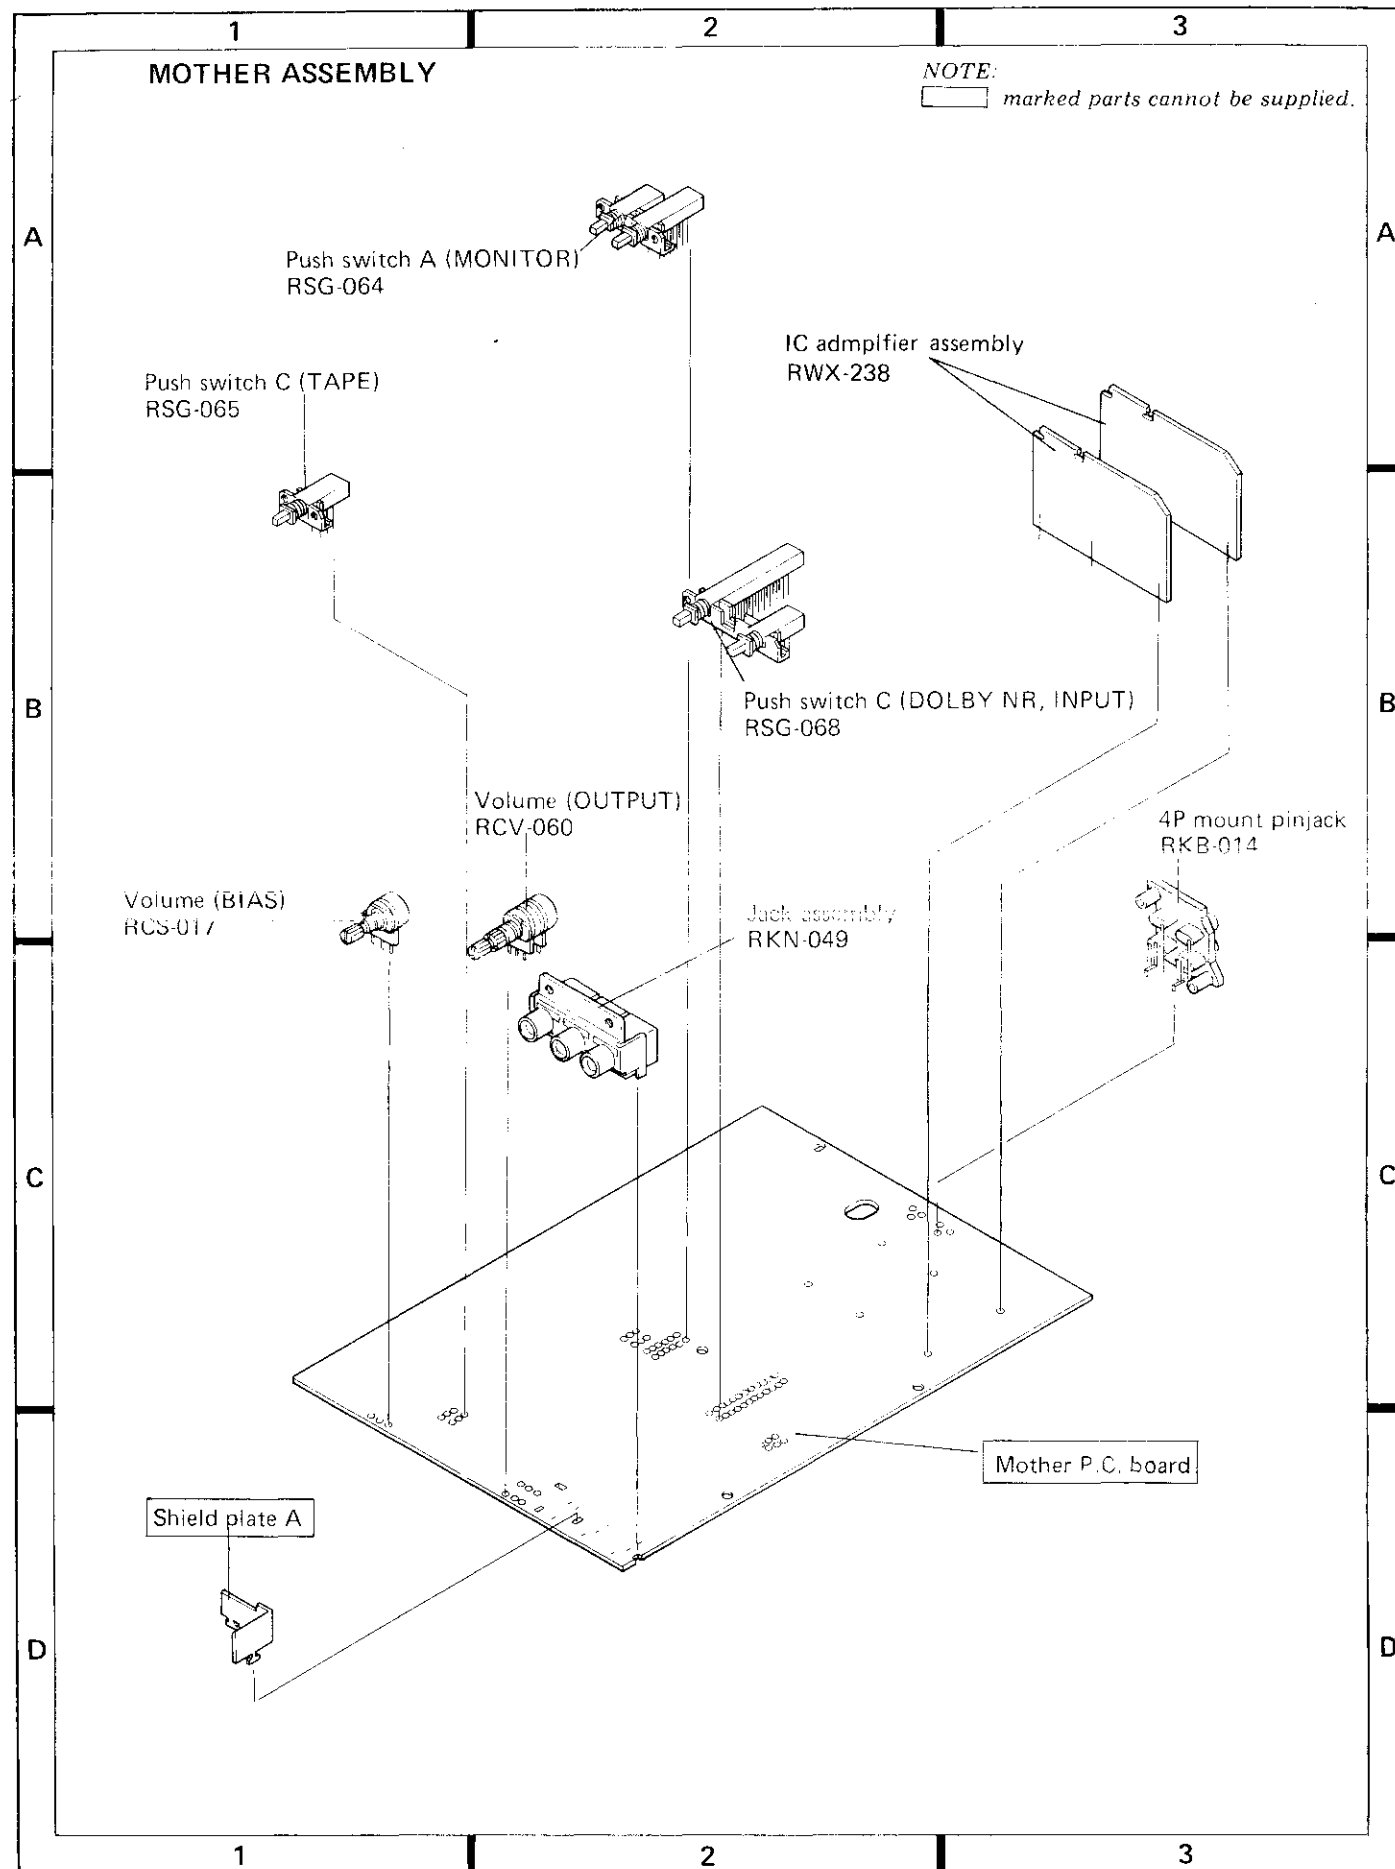 1 2 3
MOTHER ASSEMBLY
NOTE:
marked parts cannot be supplied.
A A
Push switch A (MONITOR)
RSG-064
IC admplfier assembly
RWX-238
Push switch C (TAPE)
RSG-065
B B
Push switch C (DOLBY NR, INPUT)
RSG-068
Volume (OUTPUT)
RCV-060
4P mount pinjack
RKB-014
Volume (BIAS)
RCS-017
Jack assembly
RKN-049
C C
Mother P.C. board
Shield plate A
D D
1 2 3